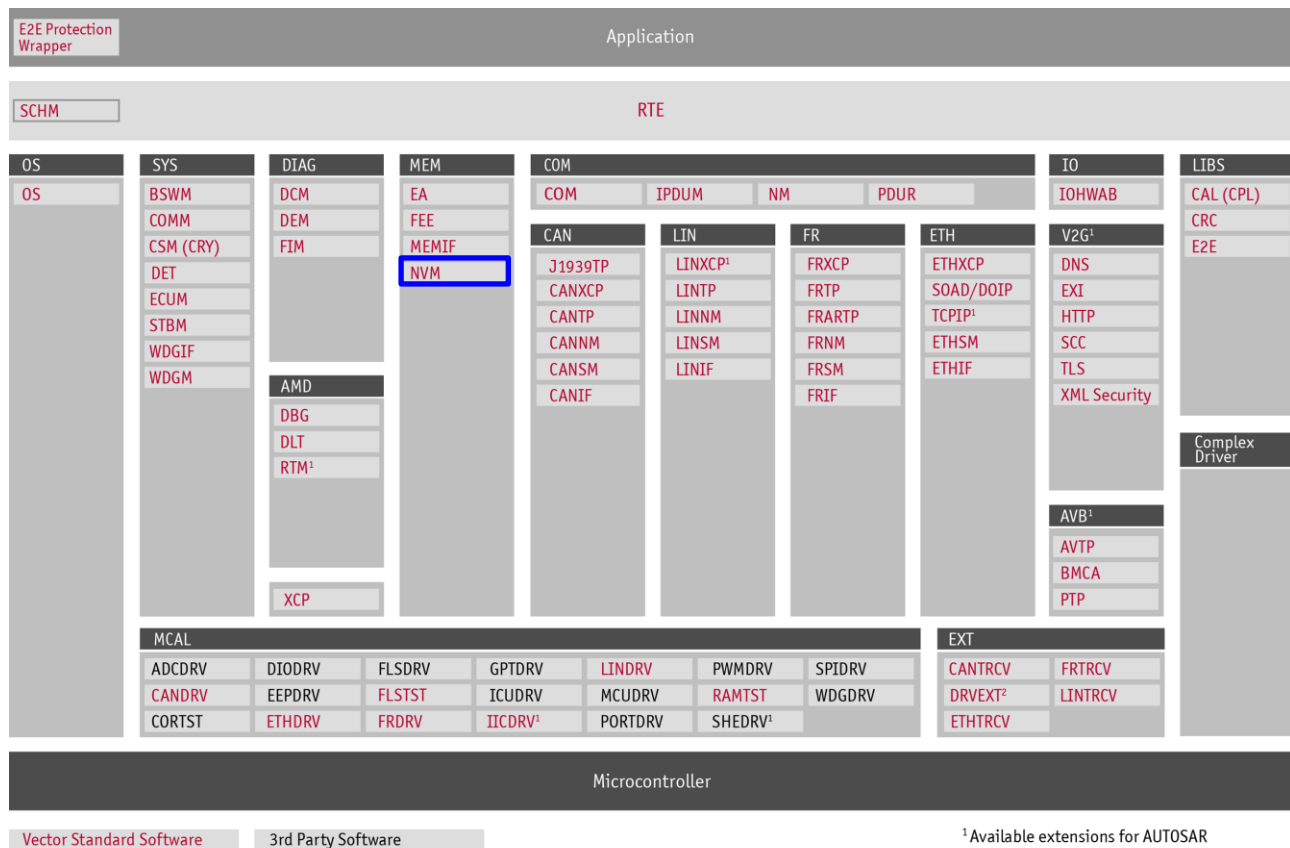 E2E Protection
Wrapper
Application
SCHM
RTE
OS
OS
SYS
BSWM
COMM
CSM (CRY)
DET
ECUM
STBM
WDGIF
WDGM
DIAG
DCM
DEM
FIM
AMD
DBG
DLT
RTM¹
XCP
MEM
EA
FEE
MEMIF
NVM
COM
COM IPDUM NM PDUR
CAN
J1939TP
CANXCP
CANTP
CANNM
CANSM
CANIF
LIN
LINXCP¹
LINTP
LINNM
LINSM
LINIF
FR
FRXCP
FRTP
FRARTP
FRNM
FRSM
FRIF
ETH
ETHXCP
SOAD/DOIP
TCPIP¹
ETHSM
ETHIF
IO
IOHWAB
V2G¹
DNS
EXI
HTTP
SCC
TLS
XML Security
AVB¹
AVTP
BMCA
PTP
LIBS
CAL (CPL)
CRC
E2E
Complex
Driver
MCAL
ADCDRV DIODRV FLSDRV GPTDRV LINDRV PWMDRV SPIDRV
CANDRV EEPDRV FLSTST ICUDRV MCUDRV RAMTST WDGDRV
CORTST ETHDRV FRDRV IICDRV¹ PORTDRV SHEDRV¹
EXT
CANTRCV FRTRCV
DRVEXT² LINTRCV
ETHTRCV
Microcontroller
Vector Standard Software
3rd Party Software
¹ Available extensions for AUTOSAR